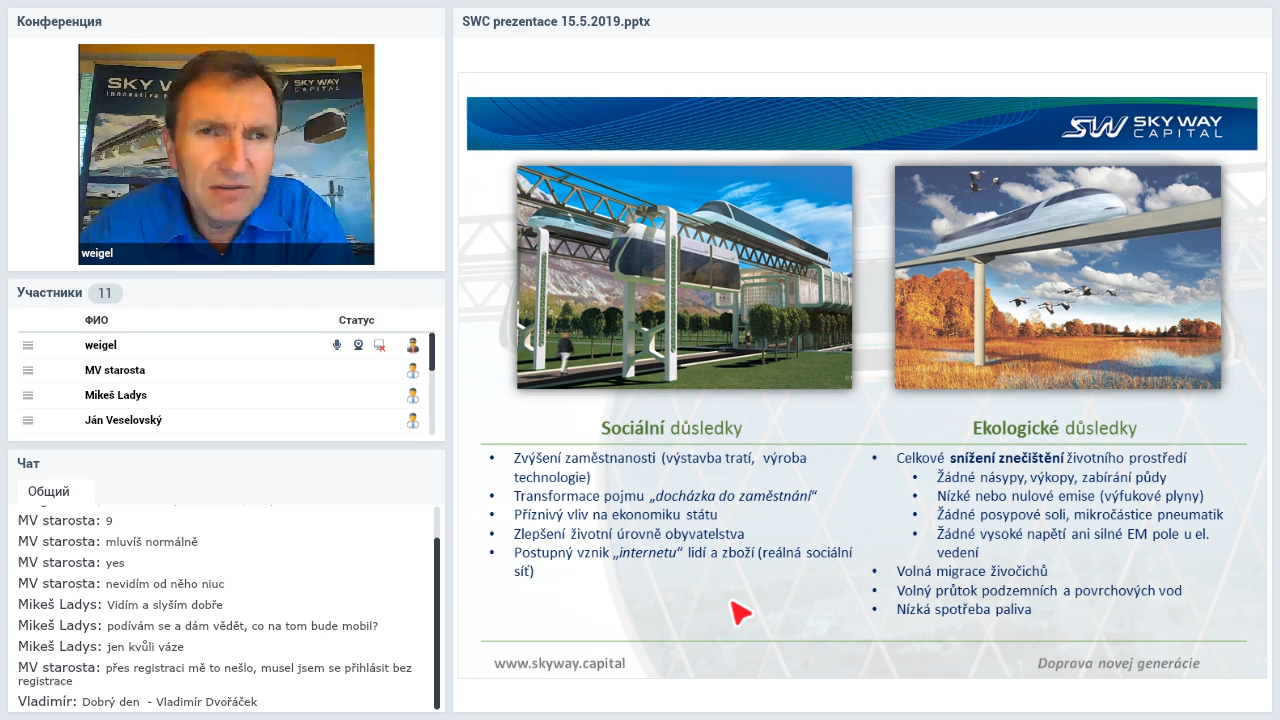 Конференция
SKY W
innovative t
SKY WAY
CAPITAL
weigel
Участники 11
ФИО Статус
weigel
MV starosta
Mikeš Ladys
Ján Veselovský
Чат
Общий
MV starosta: 9
MV starosta: mluvíš normálně
MV starosta: yes
MV starosta: nevidím od něho niuc
Mikeš Ladys: Vidím a slyším dobře
Mikeš Ladys: podívám se a dám vědět, co na tom bude mobil?
Mikeš Ladys: jen kvůli váze
MV starosta: přes registraci mě to nešlo, musel jsem se přihlásit bez
registrace
Vladimír: Dobrý den - Vladimír Dvořáček
SWC prezentace 15.5.2019.pptx
SW SKY WAY
CAPITAL
Sociální důsledky
• Zvýšení zaměstnanosti (výstavba tratí, výroba
technologie)
• Transformace pojmu „docházka do zaměstnání“
• Příznivý vliv na ekonomiku státu
• Zlepšení životní úrovně obyvatelstva
• Postupný vznik „internetu“ lidí a zboží (reálná sociální
síť)
Ekologické důsledky
• Celkové snížení znečištění životního prostředí
• Žádné násypy, výkopy, zabírání půdy
• Nízké nebo nulové emise (výfukové plyny)
• Žádné posypové soli, mikročástice pneumatik
• Žádné vysoké napětí ani silné EM pole u el.
vedení
• Volná migrace živočichů
• Volný průtok podzemních a povrchových vod
• Nízká spotřeba paliva
www.skyway.capital
Doprava novej generácie